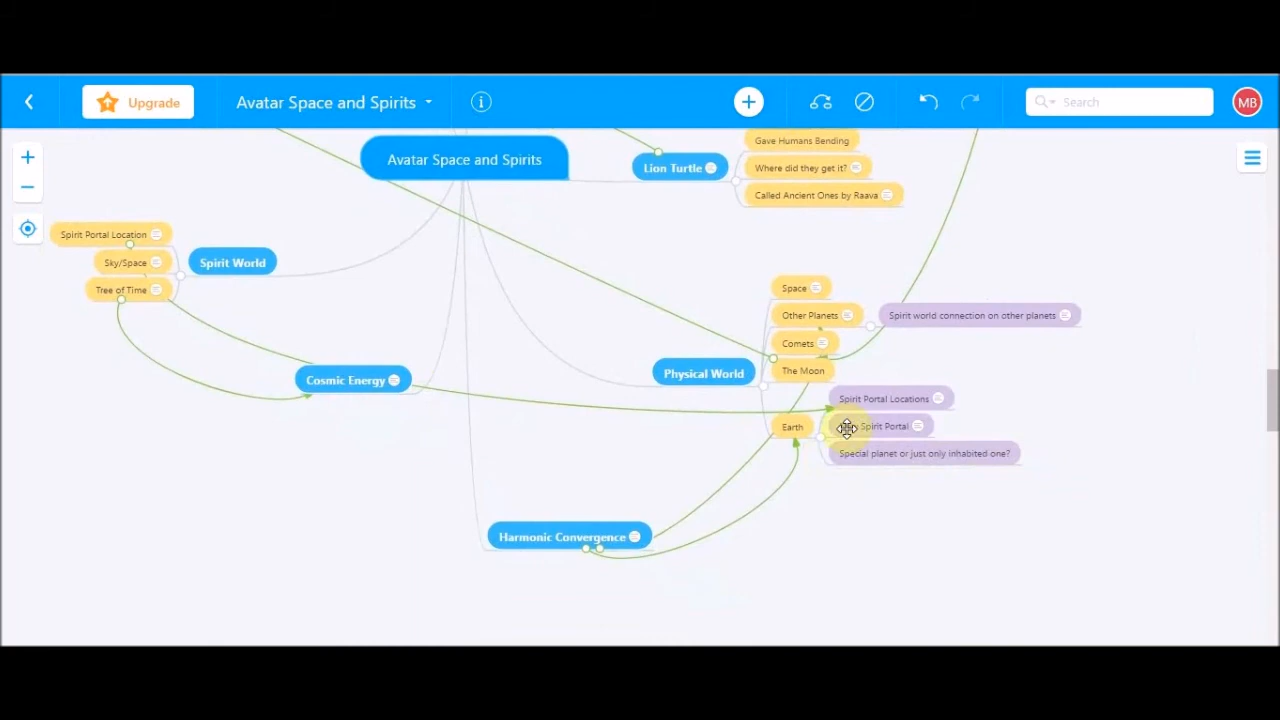 Upgrade
Avatar Space and Spirits
Search
MB
Avatar Space and Spirits
Lion Turtle
Gave Humans Bending
Where did they get it?
Called Ancient Ones by Raava
Spirit Portal Location
Sky/Space
Tree of Time
Spirit World
Cosmic Energy
Physical World
Space
Other Planets
Spirit world connection on other planets
Comets
The Moon
Earth
Spirit Portal Locations
Spirit Portal
Special planet or just only inhabited one?
Harmonic Convergence